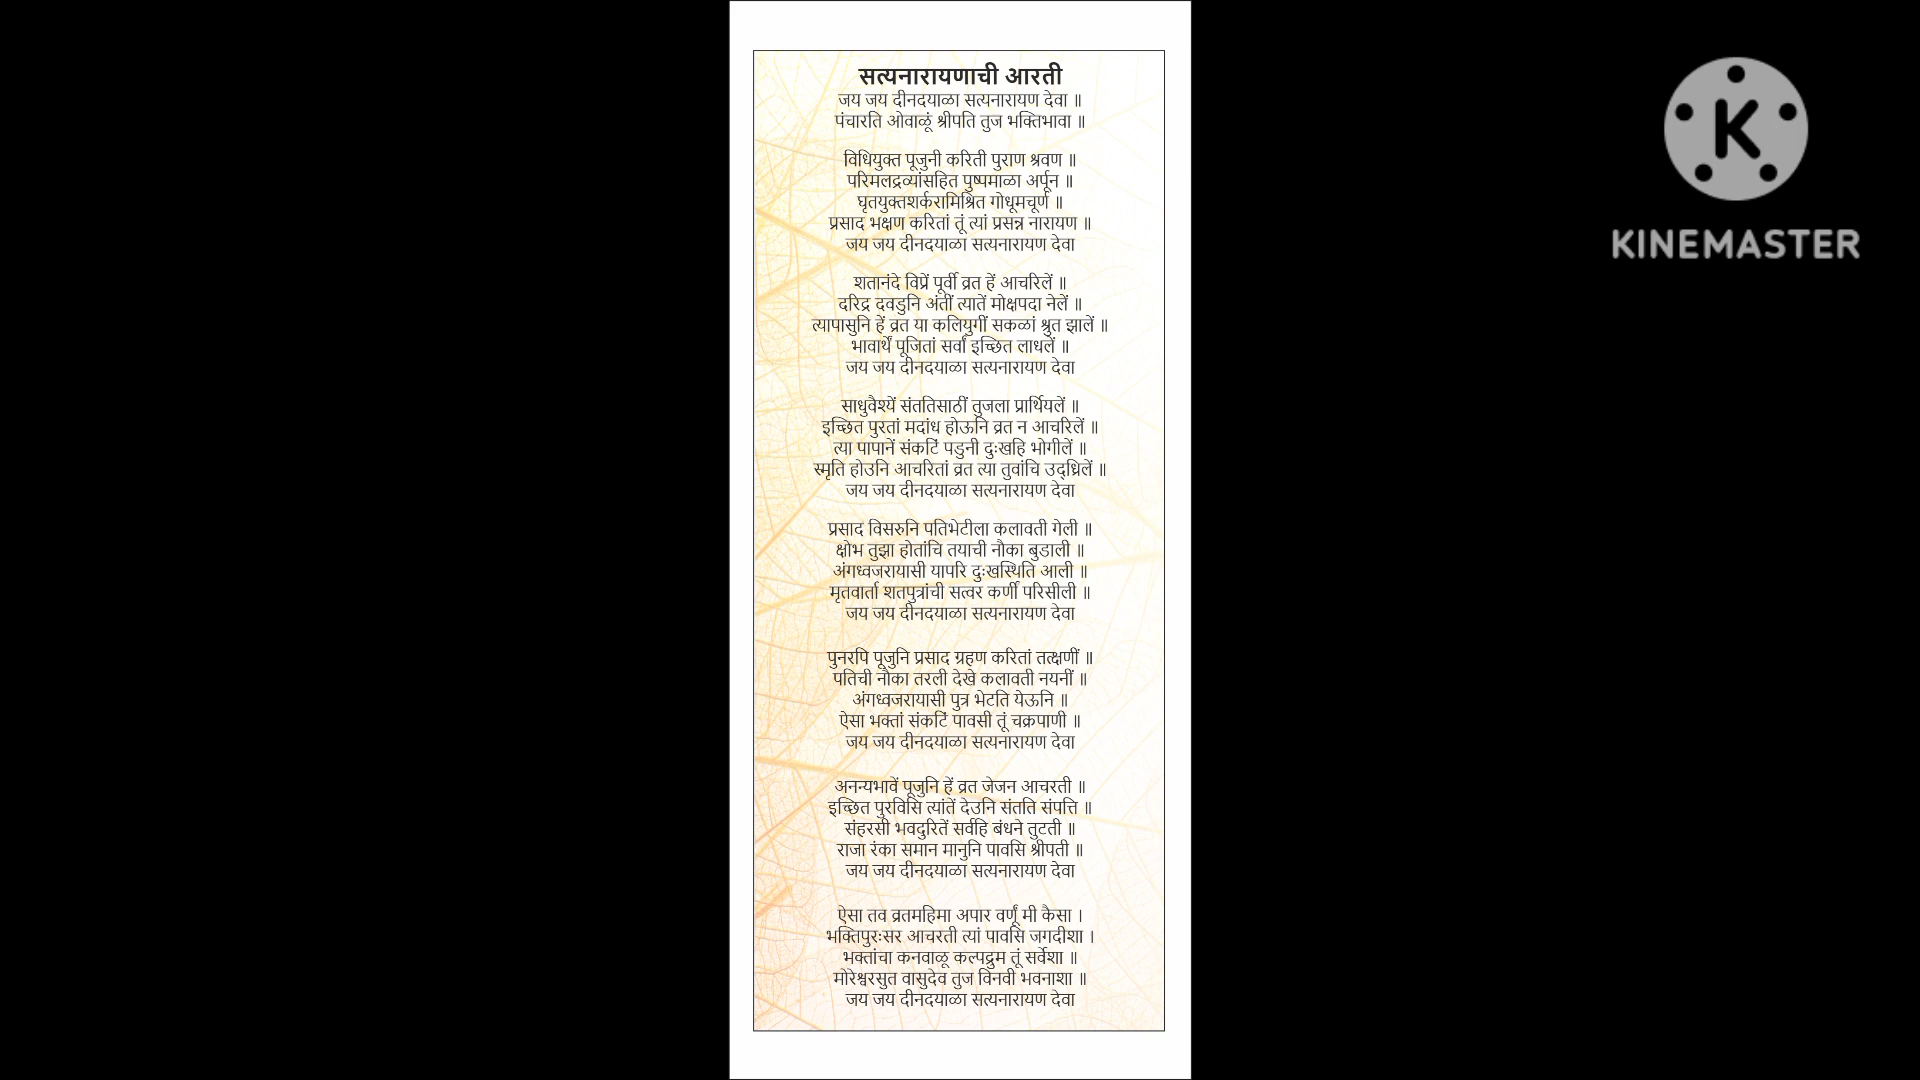 सत्यनारायणाची आरती
जय जय दीनदयाळा सत्यनारायण देवा ॥
पंचारति ओवाळूं श्रीपति तुज भक्तिभावा ॥
विधियुक्त पूजुनी करिती पुराण श्रवण ॥
परिमलद्रव्यांसहित पुष्पमाळा अर्पून ॥
घृतयुक्तशर्करामिश्रित गोधूमचूर्ण ॥
प्रसाद भक्षण करितां तूं त्यां प्रसन्न नारायण ॥
जय जय दीनदयाळा सत्यनारायण देवा
शतानंदे विप्रें पूर्वी व्रत हें आचरिलें ॥
दरिद्र दवडुनि अंतीं त्यातें मोक्षपदा नेलें ॥
त्यापासुनि हें व्रत या कलियुगीं सकळां श्रुत झालें ॥
भावार्थें पूजितां सर्वां इच्छित लाधलें ॥
जय जय दीनदयाळा सत्यनारायण देवा
साधुवैश्यें संततिसाठीं तुजला प्रार्थियलें ॥
इच्छित पुरतां मदांध होऊनि व्रत न आचरिलें ॥
त्या पापानें संकटिं पडुनी दुःखहि भोगीलें ॥
स्मृति होउनि आचरितां व्रत त्या तुवांचि उद्ध्रिलें ॥
जय जय दीनदयाळा सत्यनारायण देवा
प्रसाद विसरुनि पतिभेटीला कलावती गेली ॥
क्षोभ तुझा होतांचि तयाची नौका बुडाली ॥
अंगध्वजरायासी यापरि दुःखस्थिति आली ॥
मृतवार्ता शतपुत्रांची सत्वर कर्णीं परिसीली ॥
जय जय दीनदयाळा सत्यनारायण देवा
पुनरपि पूजुनि प्रसाद ग्रहण करितां तत्क्षणीं ॥
पतिची नौका तरली देखे कलावती नयनीं ॥
अंगध्वजरायासी पुत्र भेटति येऊनि ॥
ऐसा भक्तां संकटिं पावसी तूं चक्रपाणी ॥
जय जय दीनदयाळा सत्यनारायण देवा
अनन्यभावें पूजुनि हें व्रत जेजन आचरती ॥
इच्छित पुरविसि त्यांतें देउनि संतति संपत्ति ॥
संहरसी भवदुरितें सर्वहि बंधने तुटती ॥
राजा रंका समान मानुनि पावसि श्रीपती ॥
जय जय दीनदयाळा सत्यनारायण देवा
ऐसा तव व्रतमहिमा अपार वर्णूं मी कैसा ।
भक्तिपुरःसर आचरती त्यां पावसि जगदीशा ।
भक्तांचा कनवाळू कल्पद्रुम तूं सर्वेशा ॥
मोरेश्वरसुत वासुदेव तुज विनवी भवनाशा ॥
जय जय दीनदयाळा सत्यनारायण देवा
K
KINEMASTER